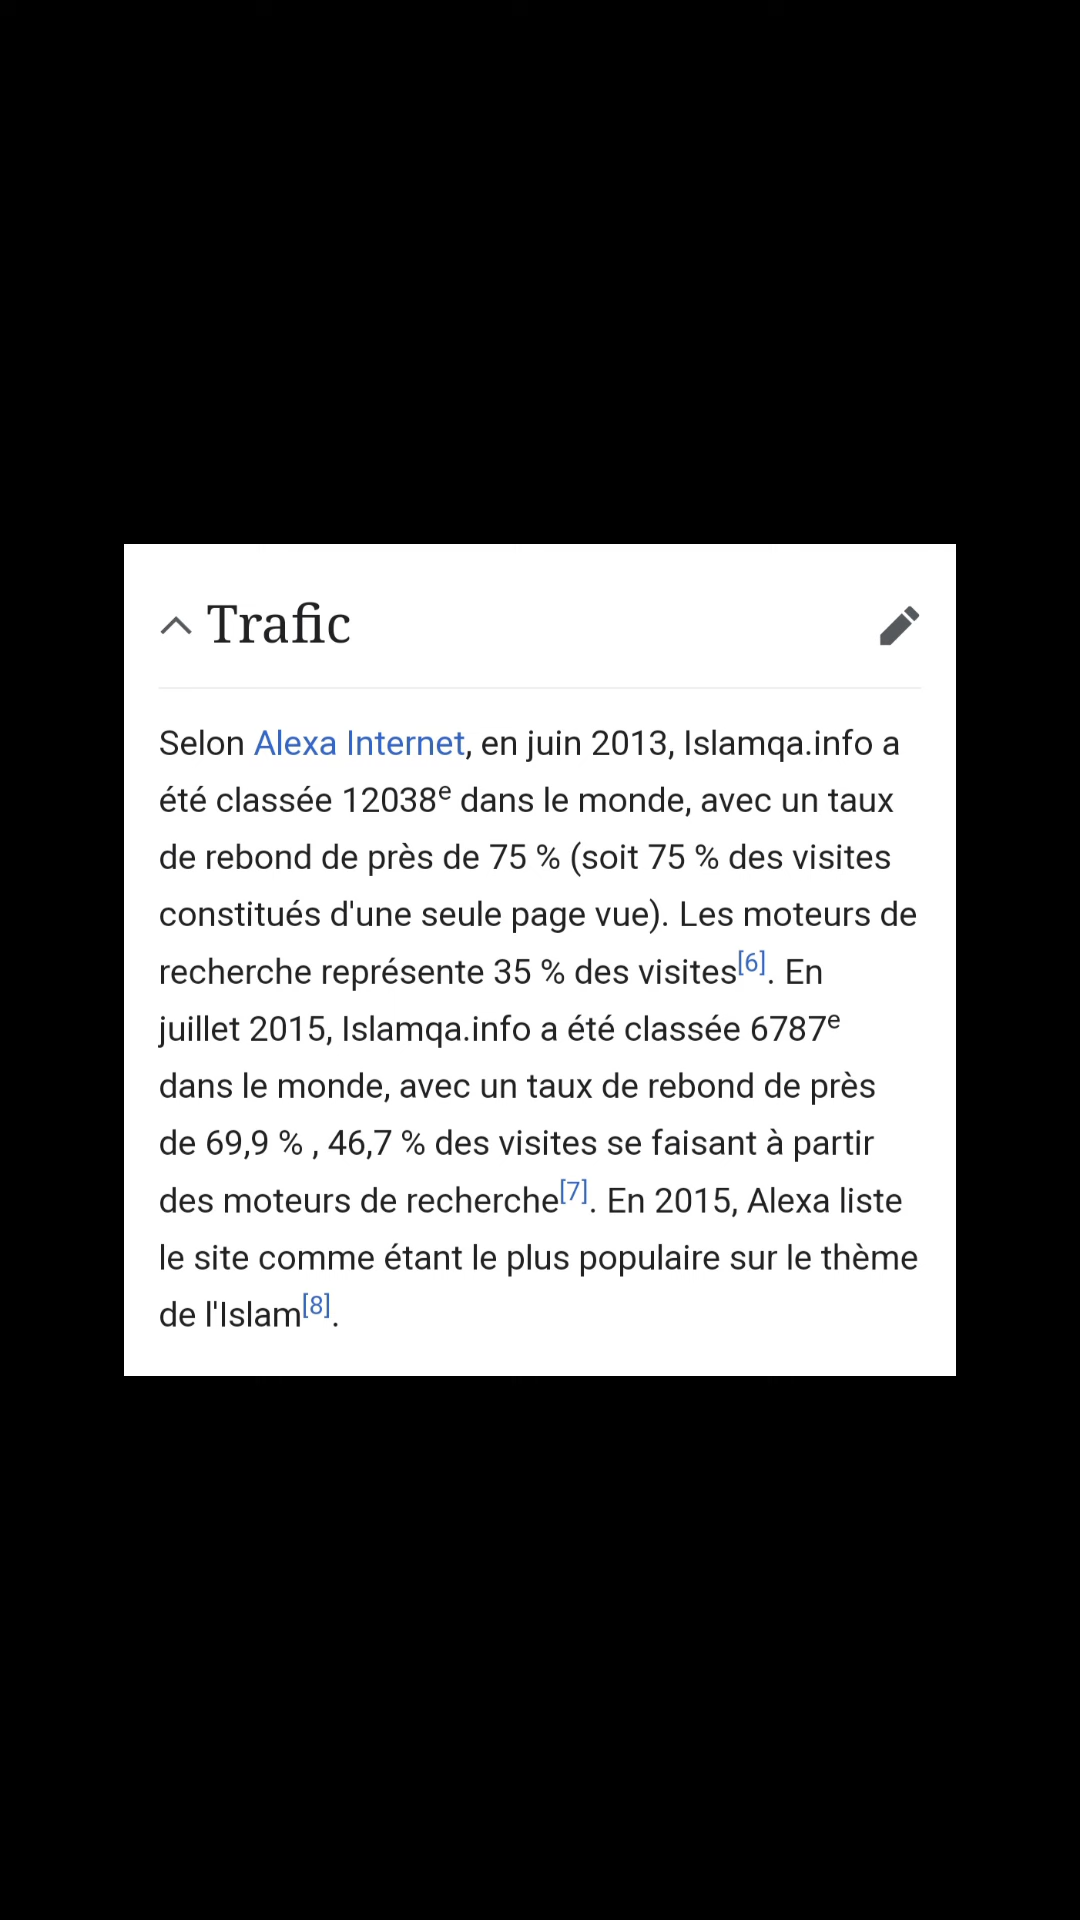 Trafic
Selon Alexa Internet, en juin 2013, Islamqa.info a
été classée 12038e dans le monde, avec un taux
de rebond de près de 75 % (soit 75 % des visites
constitués d'une seule page vue). Les moteurs de
recherche représente 35 % des visites[6]. En
juillet 2015, Islamqa.info a été classée 6787e
dans le monde, avec un taux de rebond de près
de 69,9 % , 46,7 % des visites se faisant à partir
des moteurs de recherche[7]. En 2015, Alexa liste
le site comme étant le plus populaire sur le thème
de l'Islam[8].